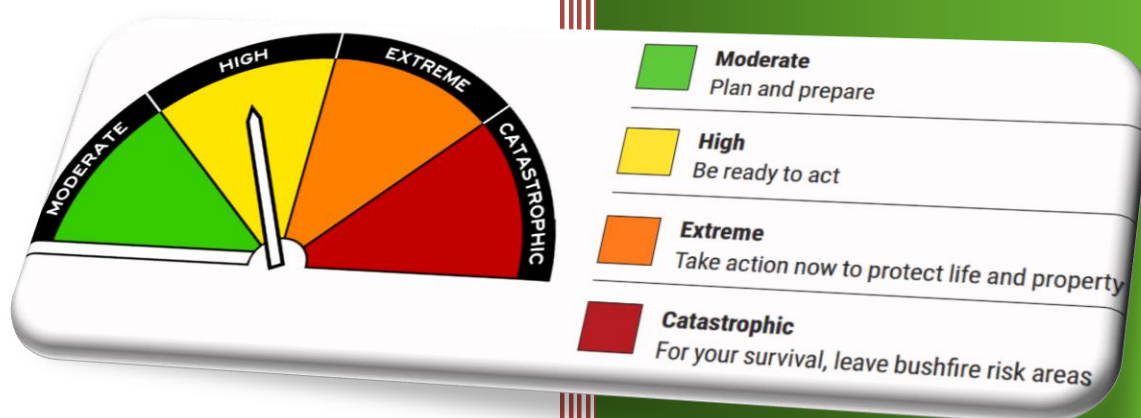 MODERATE
HIGH
EXTREME
CATASTROPHIC
Moderate
Plan and prepare
High
Be ready to act
Extreme
Take action now to protect life and property
Catastrophic
For your survival, leave bushfire risk areas